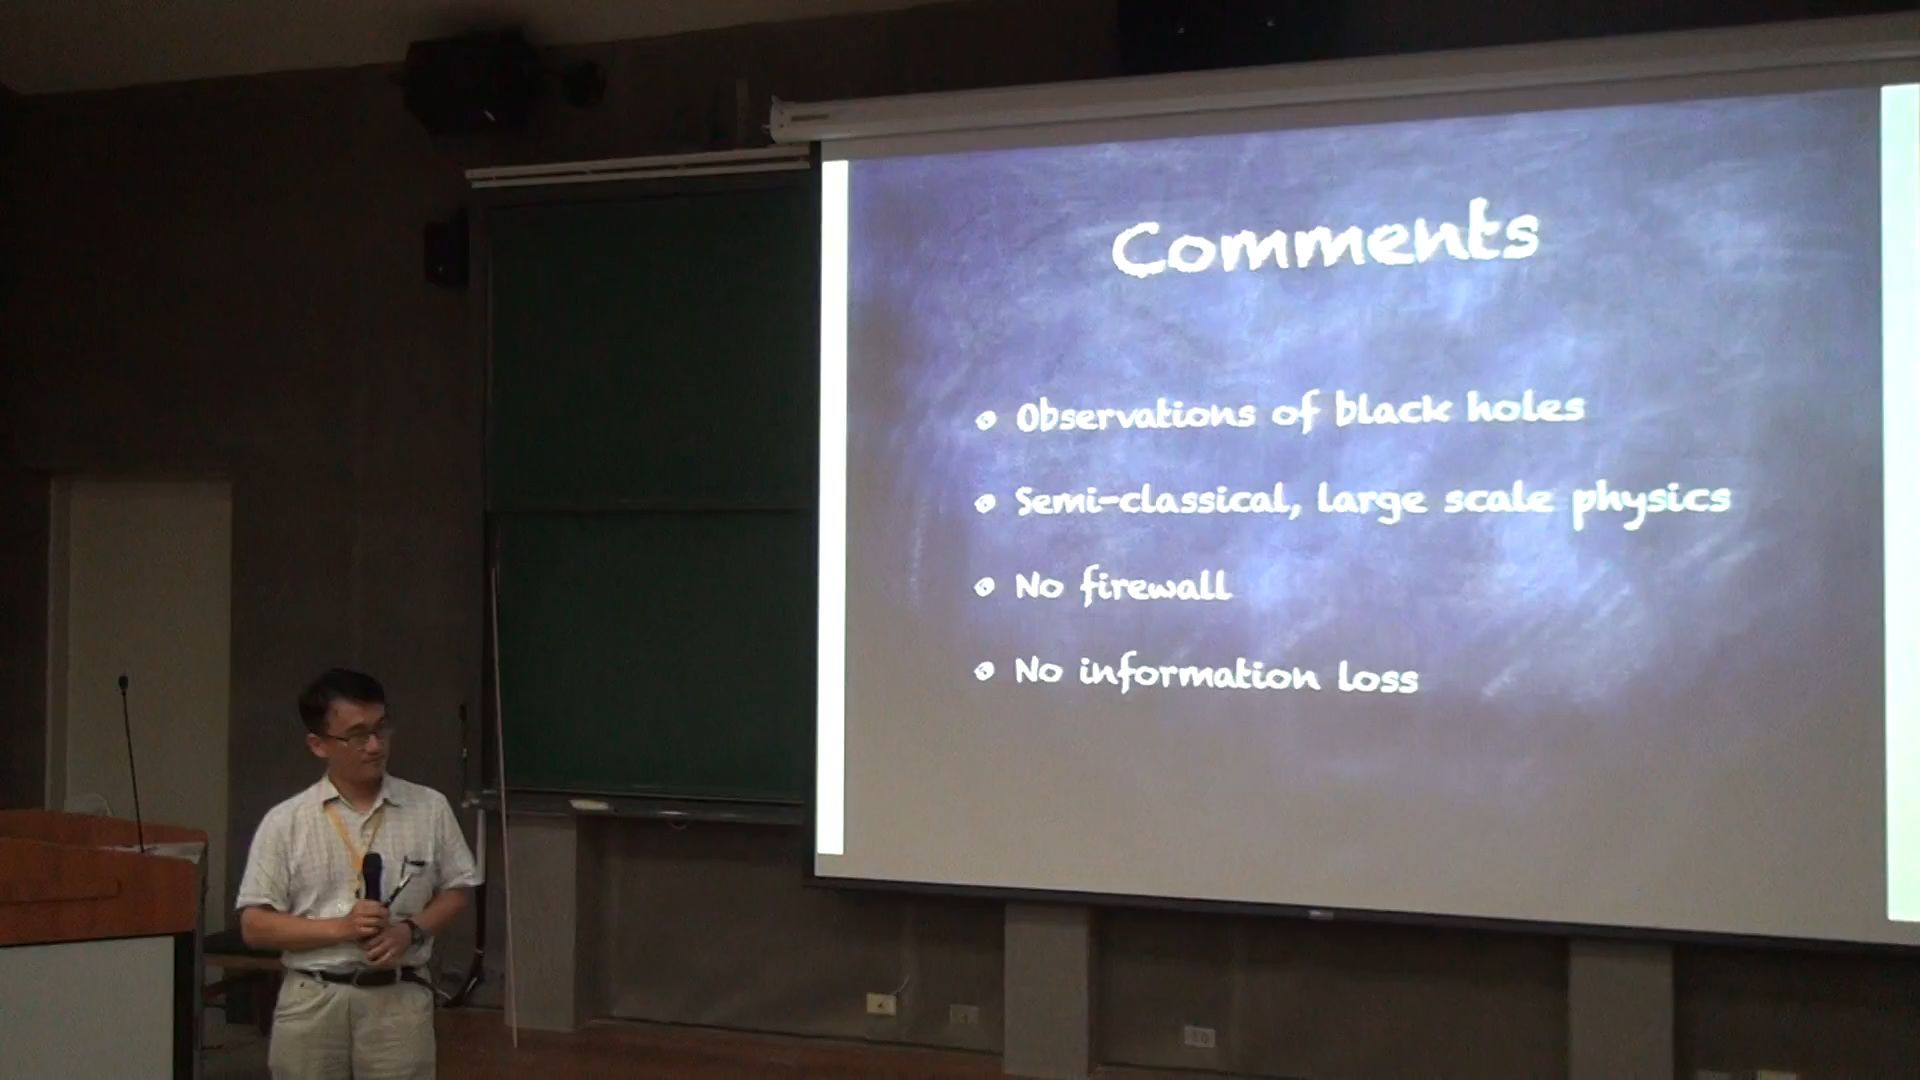 Comments
Observations of black holes
Semi-classical, large scale physics
No firewall
No information loss